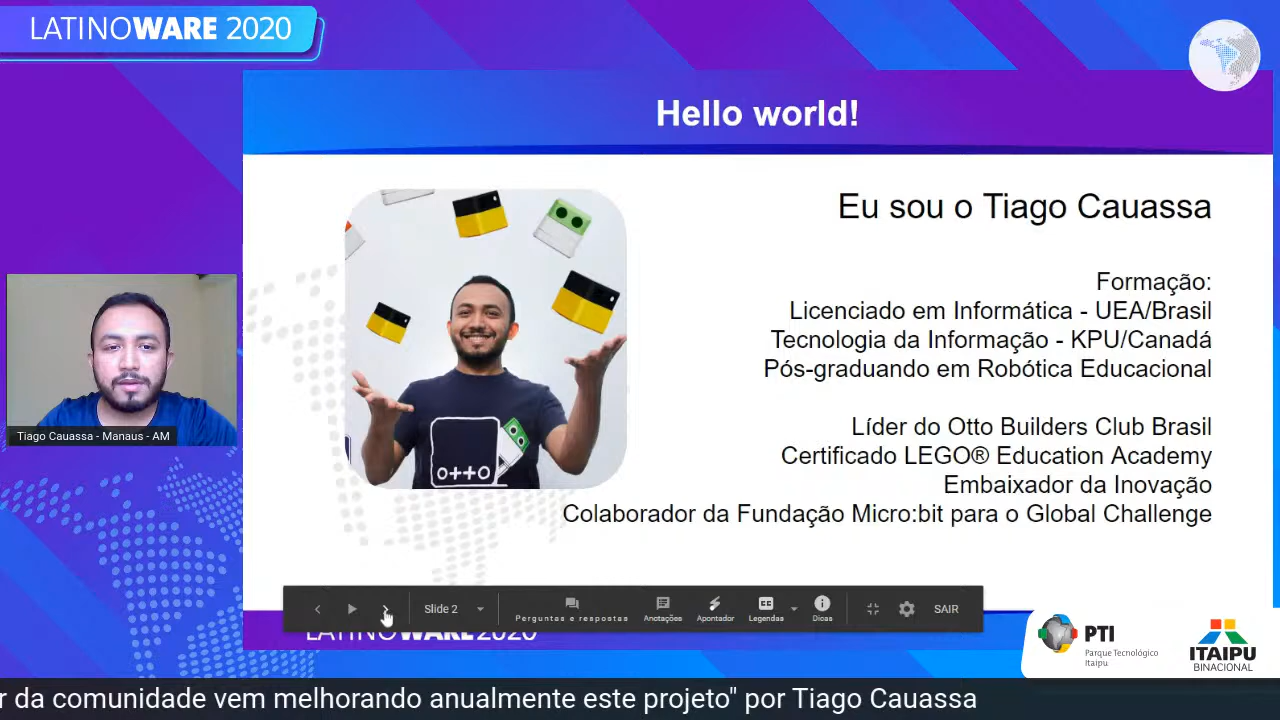 LATINOWARE 2020
Hello world!
Eu sou o Tiago Cauassa
Formação:
Licenciado em Informática - UEA/Brasil
Tecnologia da Informação - KPU/Canadá
Pós-graduando em Robótica Educacional
Líder do Otto Builders Club Brasil
Certificado LEGO® Education Academy
Embaixador da Inovação
Colaborador da Fundação Micro:bit para o Global Challenge
OTTO
Tiago Cauassa - Manaus - AM
Slide 2
Perguntas e respostas
Anotações
Apontador
Legendas
Dicas
SAIR
LATINOWARE 2020
PTI
Parque Tecnológico
Itaipu
ITAIPU
BINACIONAL
r da comunidade vem melhorando anualmente este projeto" por Tiago Cauassa